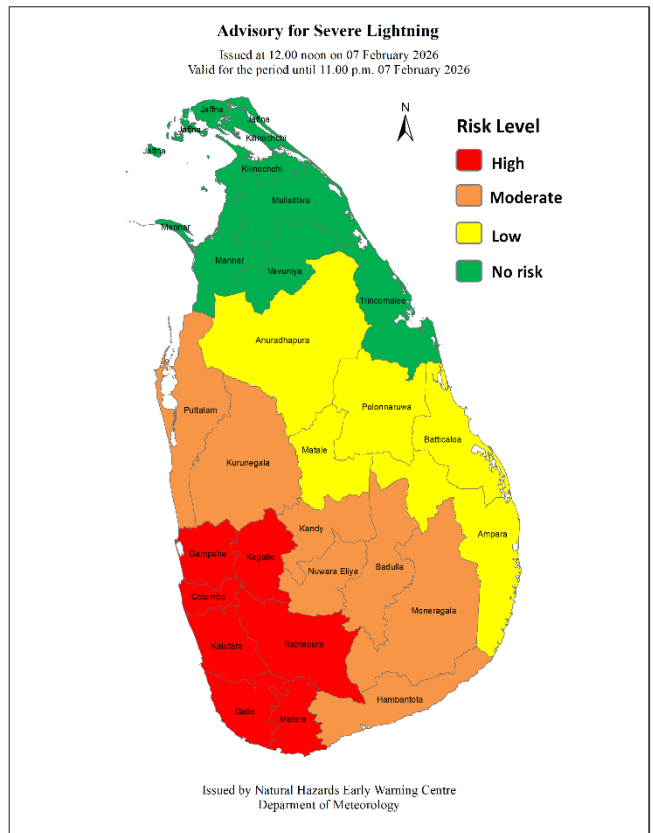 Advisory for Severe Lightning
Issued at 12.00 noon on 07 February 2026
Valid for the period until 11.00 p.m. 07 February 2026
N
Risk Level
High
Moderate
Low
No risk
Jaffna
Jaffna
Jaffna
Kilinochchi
Jaffna
Kilinochchi
Mullaittivu
Mannar
Mannar
Vavuniya
Trincomalee
Anuradhapura
Puttalam
Polonnaruwa
Batticaloa
Matale
Kurunegala
Kandy
Ampara
Gampaha
Kegalle
Nuwara Eliya
Badulla
Colombo
Moneragala
Kalutara
Ratnapura
Hambantota
Galle
Matara
Issued by Natural Hazards Early Warning Centre
Deparment of Meteorology